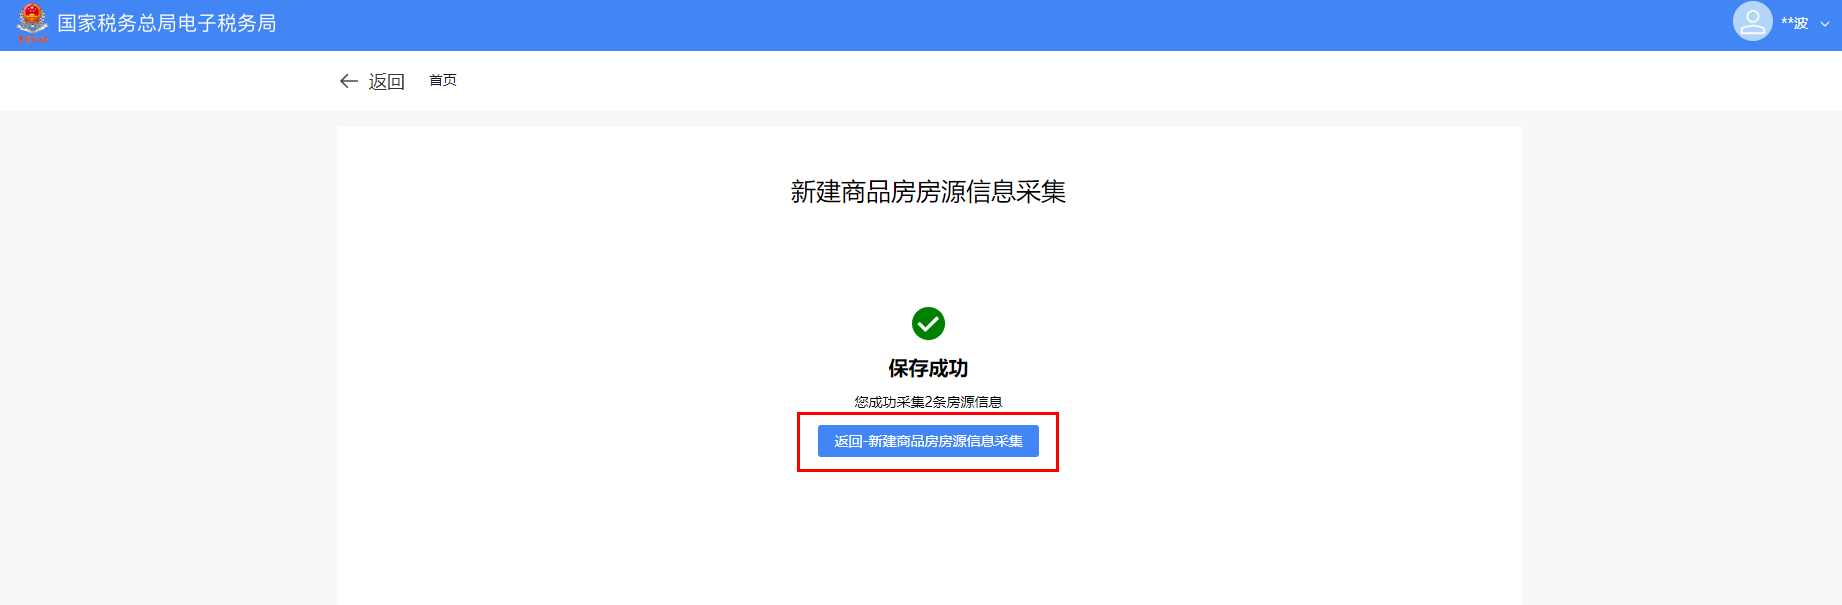 国家税务总局电子税务局
**波
返回 首页
新建商品房房源信息采集
保存成功
您成功采集2条房源信息
返回-新建商品房房源信息采集